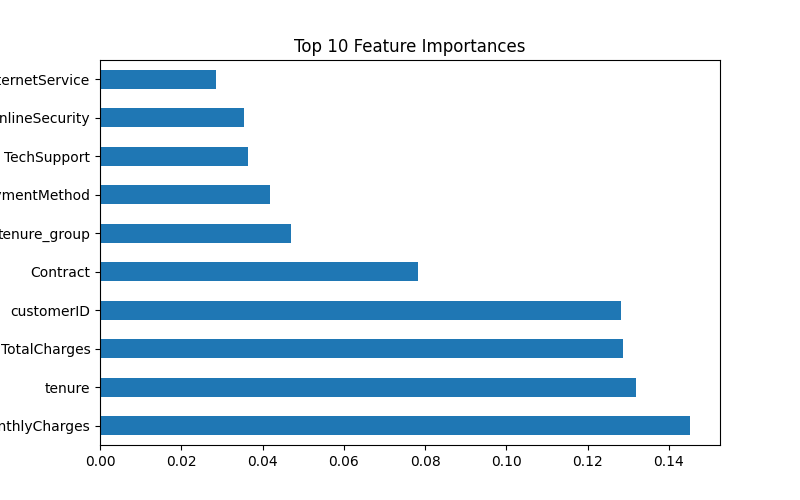 Top 10 Feature Importances
ternetService
nlineSecurity
TechSupport
mentMethod
tenure_group
Contract
customerID
TotalCharges
tenure
nthlyCharges
0.00 0.02 0.04 0.06 0.08 0.10 0.12 0.14